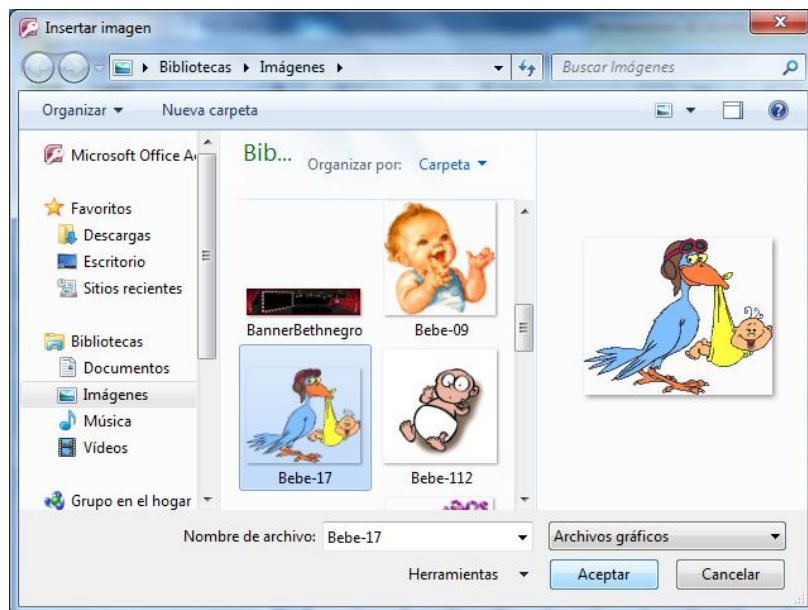 Insertar imagen
Bibliotecas Imágenes
Buscar Imágenes
Organizar Nueva carpeta
Microsoft Office
Favoritos
Descargas
Escritorio
Sitios recientes
Bibliotecas
Documentos
Imágenes
Música
Vídeos
Grupo en el hogar
Bib...
Organizar por: Carpeta
BannerBethnegro
Bebe-09
Bebe-17
Bebe-112
Nombre de archivo: Bebe-17
Archivos gráficos
Herramientas
Aceptar
Cancelar